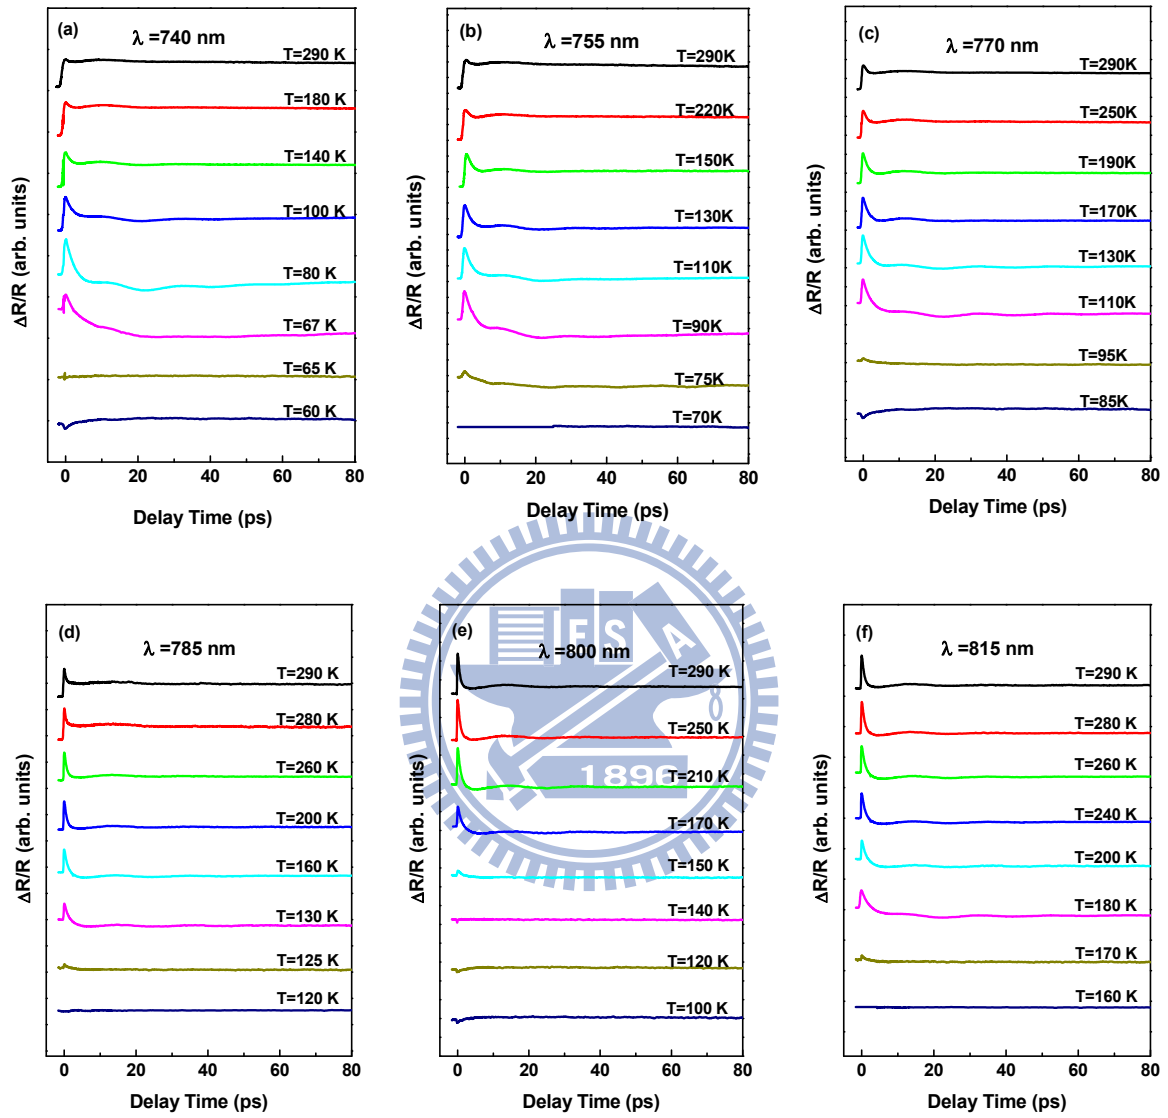 (a)
λ =740 nm
T=290 K
T=180 K
T=140 K
T=100 K
T=80 K
T=67 K
T=65 K
T=60 K
ΔR/R (arb. units)
0 20 40 60 80
Delay Time (ps)
(b)
λ =755 nm
T=290K
T=220K
T=150K
T=130K
T=110K
T=90K
T=75K
T=70K
ΔR/R (arb. units)
0 20 40 60 80
Delay Time (ps)
(c)
λ =770 nm
T=290K
T=250K
T=190K
T=170K
T=130K
T=110K
T=95K
T=85K
ΔR/R (arb. units)
0 20 40 60 80
Delay Time (ps)
(d)
λ =785 nm
T=290 K
T=280 K
T=260 K
T=200 K
T=160 K
T=130 K
T=125 K
T=120 K
ΔR/R (arb. units)
0 20 40 60 80
Delay Time (ps)
(e)
λ =800 nm
T=290 K
T=250 K
T=210 K
T=170 K
T=150 K
T=140 K
T=120 K
T=100 K
ΔR/R (arb. units)
0 20 40 60 80
Delay Time (ps)
E S A
1896
(f)
λ =815 nm
T=290 K
T=280 K
T=260 K
T=240 K
T=200 K
T=180 K
T=170 K
T=160 K
ΔR/R (arb. units)
0 20 40 60 80
Delay Time (ps)